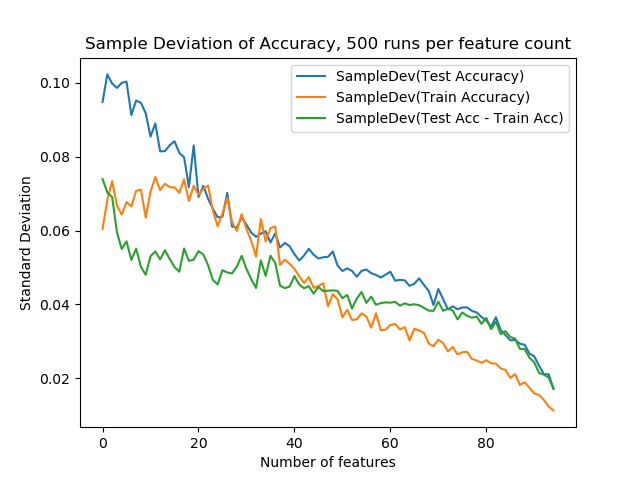 Sample Deviation of Accuracy, 500 runs per feature count
SampleDev(Test Accuracy)
SampleDev(Train Accuracy)
SampleDev(Test Acc - Train Acc)
Standard Deviation
0.10
0.08
0.06
0.04
0.02
0 20 40 60 80
Number of features